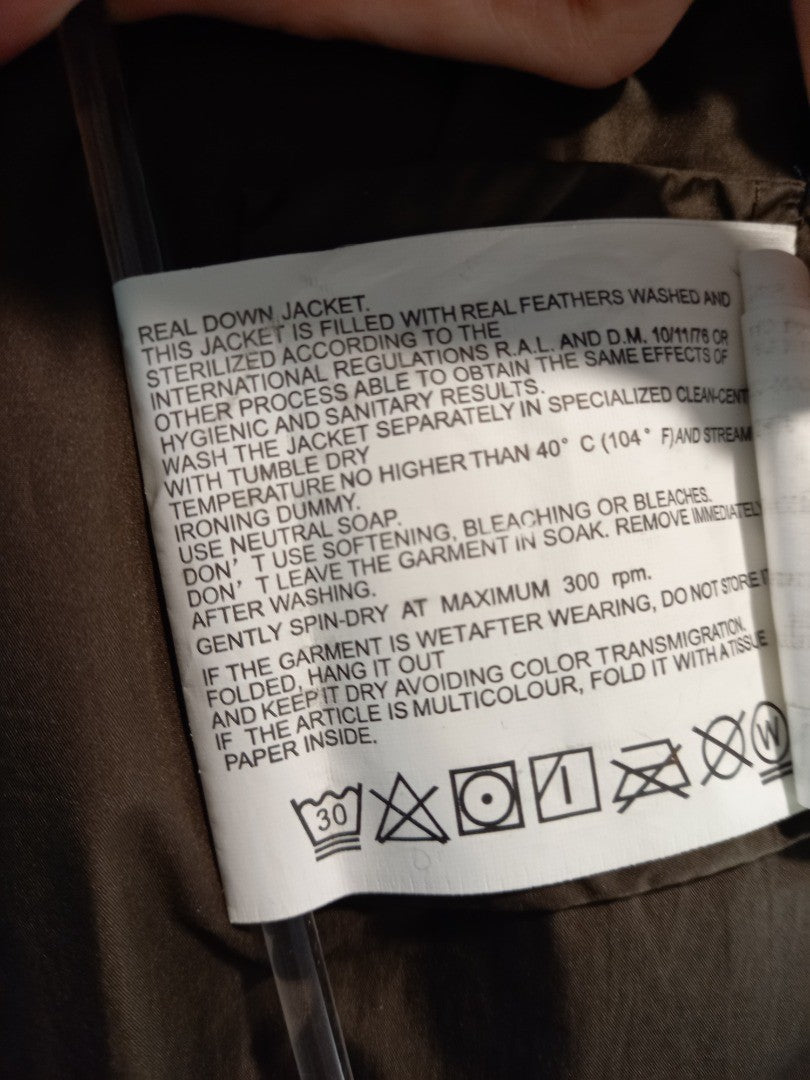 REAL DOWN JACKET.
THIS JACKET IS FILLED WITH REAL FEATHERS WASHED AND
STERILIZED ACCORDING TO THE
INTERNATIONAL REGULATIONS R.A.L. AND D.M. 10/11/76 OR
OTHER PROCESS ABLE TO OBTAIN THE SAME EFFECTS OF
HYGIENIC AND SANITARY RESULTS.
WASH THE JACKET SEPARATELY IN SPECIALIZED CLEAN-CENT
WITH TUMBLE DRY
TEMPERATURE NO HIGHER THAN 40° C (104° F)AND STREAM
IRONING DUMMY.
USE NEUTRAL SOAP.
DON'T USE SOFTENING, BLEACHING OR BLEACHES.
DON'T LEAVE THE GARMENT IN SOAK. REMOVE IMMEDIATELY
AFTER WASHING.
GENTLY SPIN-DRY AT MAXIMUM 300 rpm.
IF THE GARMENT IS WETAFTER WEARING, DO NOT STORE IT
FOLDED, HANG IT OUT
AND KEEP IT DRY AVOIDING COLOR TRANSMIGRATION.
IF THE ARTICLE IS MULTICOLOUR, FOLD IT WITH A TISSUE
PAPER INSIDE.
30 W